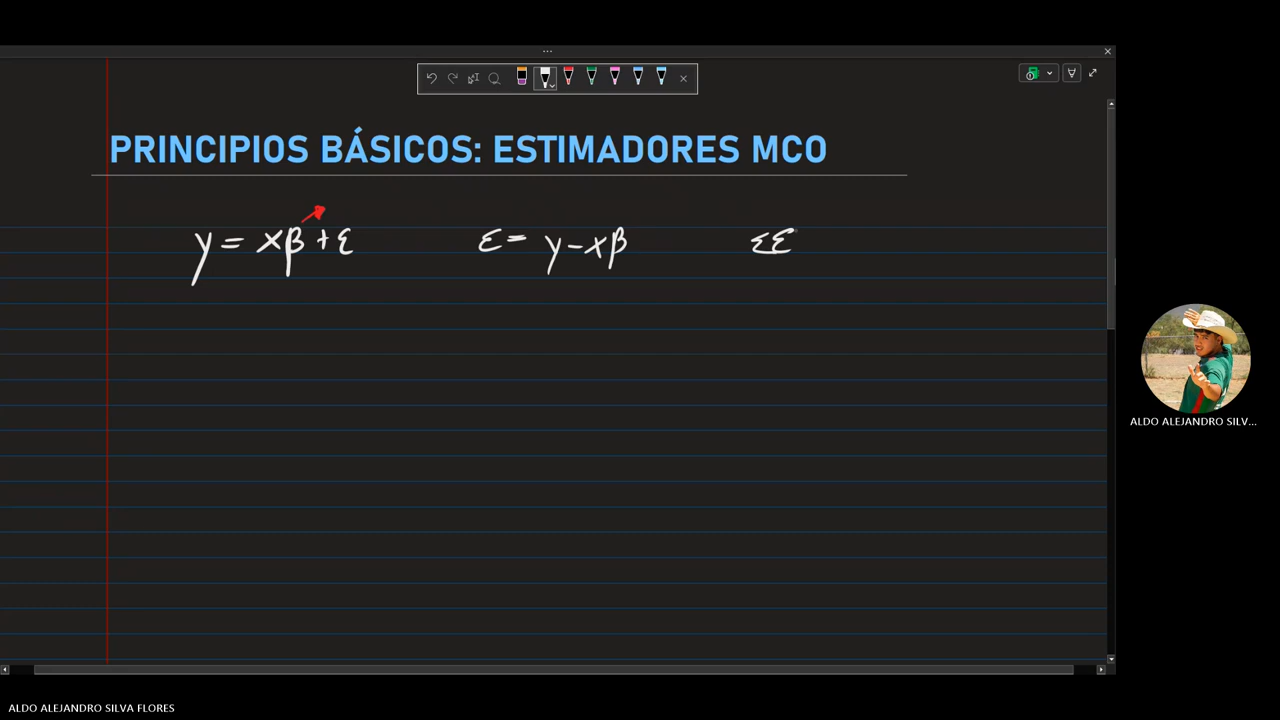 PRINCIPIOS BÁSICOS: ESTIMADORES MCO
y = xβ + ε    ε = y - xβ    Σε
ALDO ALEJANDRO SILV...
ALDO ALEJANDRO SILVA FLORES